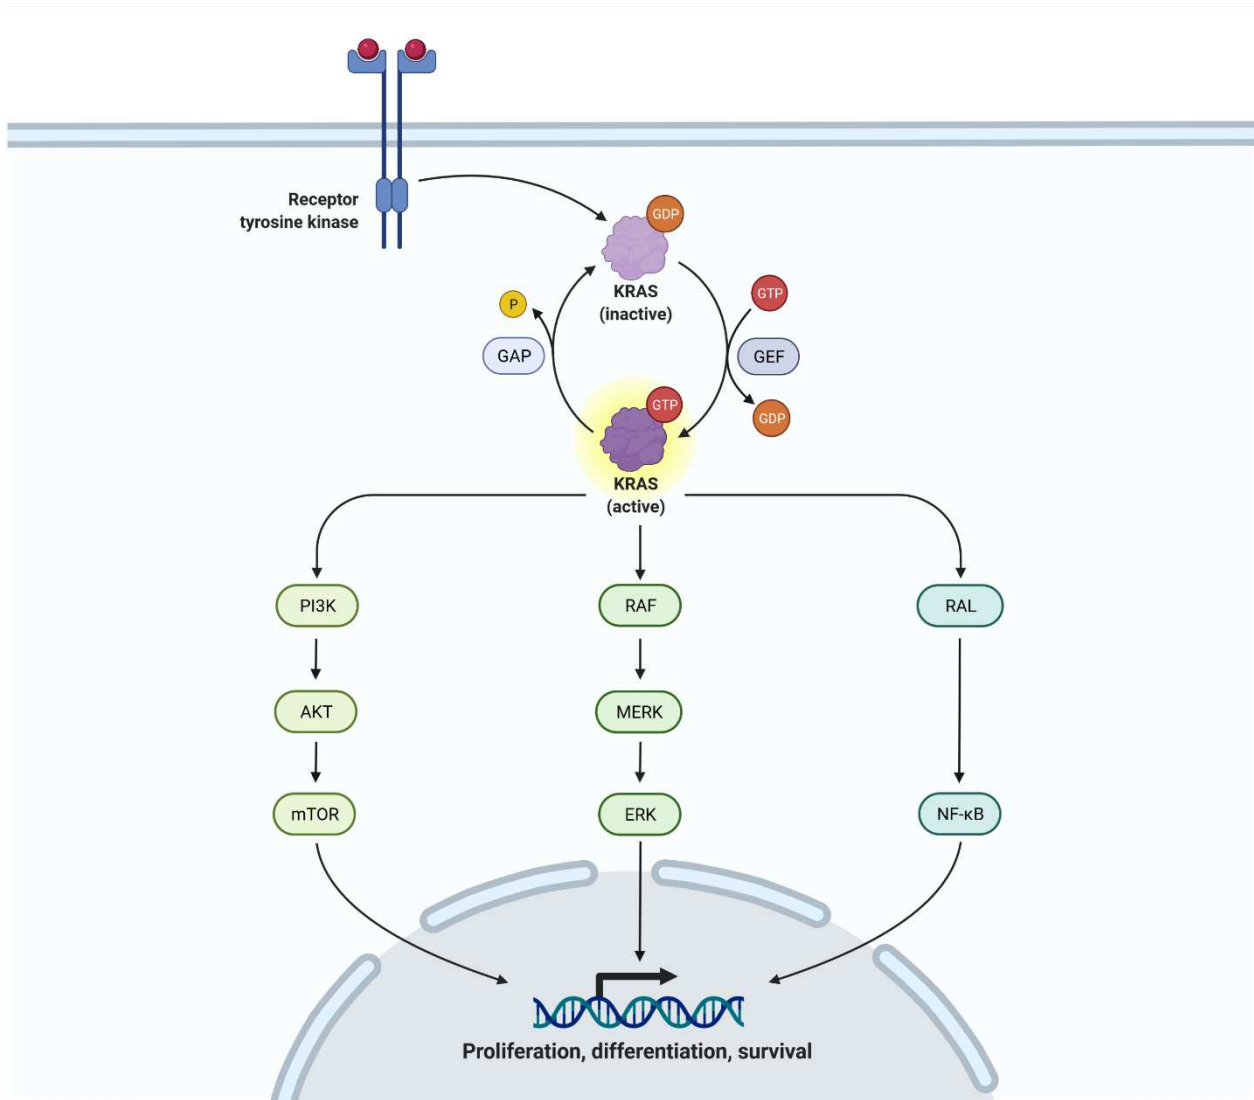 Receptor
tyrosine kinase
GDP
KRAS
(inactive)
P
GTP
GAP
GEF
GTP
GDP
KRAS
(active)
PI3K
RAF
RAL
AKT
MERK
mTOR
ERK
NF-κB
Proliferation, differentiation, survival